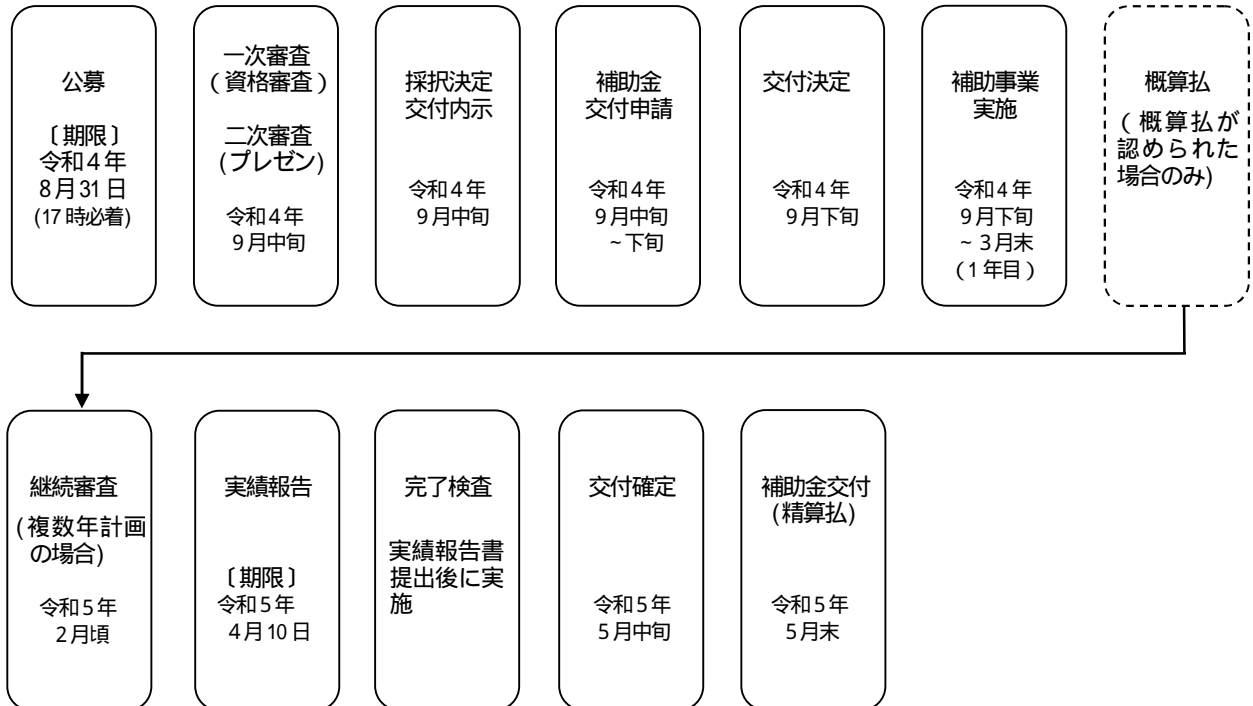 公募
〔期限〕
令和４年
８月31日
(17時必着)
一次審査
（資格審査）
二次審査
(プレゼン)
令和４年
９月中旬
採択決定
交付内示
令和４年
９月中旬
補助金
交付申請
令和４年
９月中旬
～下旬
交付決定
令和４年
９月下旬
補助事業
実施
令和４年
９月下旬
～３月末
（１年目）
概算払
（概算払が
認められた
場合のみ)
継続審査
(複数年計画
の場合)
令和５年
２月頃
実績報告
〔期限〕
令和５年
４月10日
完了検査
実績報告書
提出後に実
施
交付確定
令和５年
５月中旬
補助金交付
(精算払)
令和５年
５月末